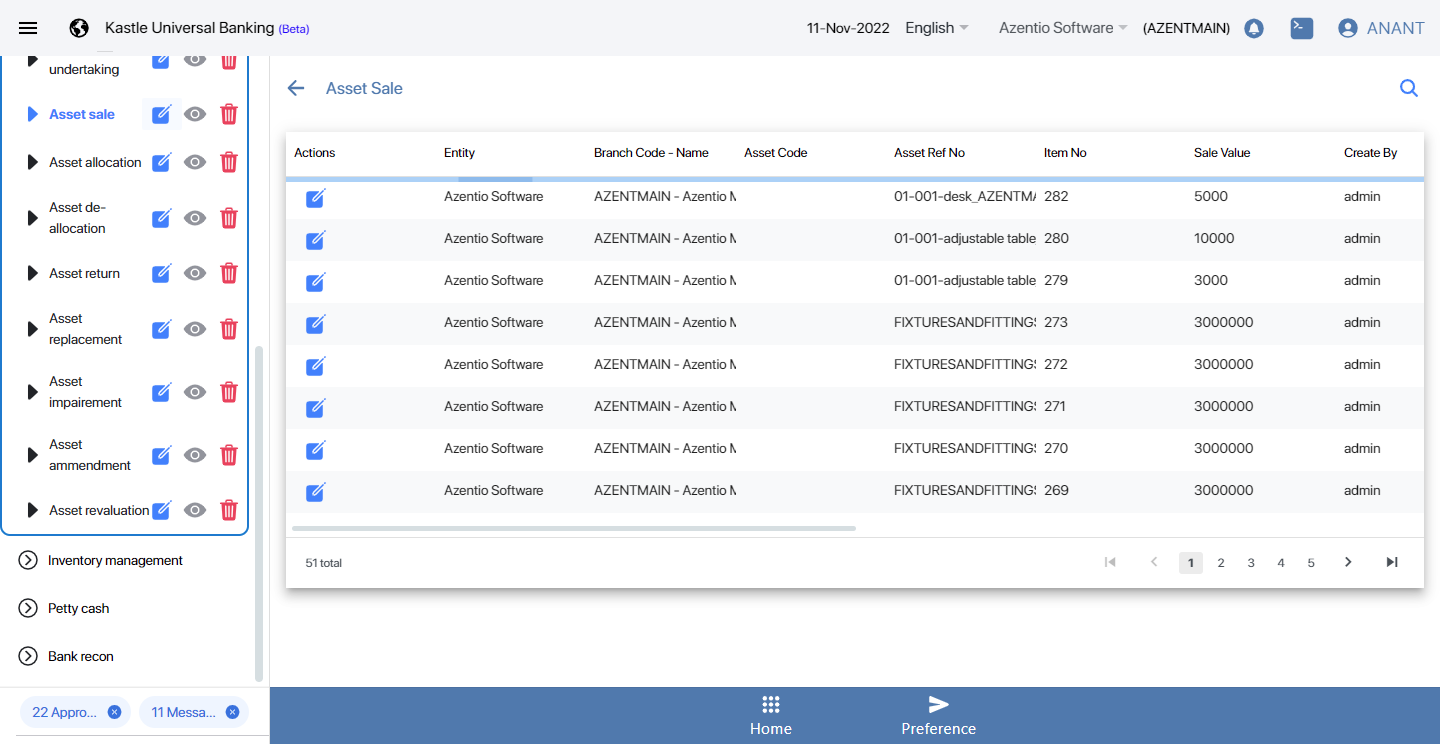 Kastle Universal Banking (Beta)
11-Nov-2022 English Azentio Software (AZENTMAIN) ANANT
undertaking
Asset sale
Asset allocation
Asset de-
allocation
Asset return
Asset
replacement
Asset
impairement
Asset
ammendment
Asset revaluation
Inventory management
Petty cash
Bank recon
22 Appro...
11 Messa...
Asset Sale
Actions Entity Branch Code - Name Asset Code Asset Ref No Item No Sale Value Create By
Azentio Software AZENTMAIN - Azentio M 01-001-desk_AZENTMA 282 5000 admin
Azentio Software AZENTMAIN - Azentio M 01-001-adjustable table 280 10000 admin
Azentio Software AZENTMAIN - Azentio M 01-001-adjustable table 279 3000 admin
Azentio Software AZENTMAIN - Azentio M FIXTURESANDFITTINGS 273 3000000 admin
Azentio Software AZENTMAIN - Azentio M FIXTURESANDFITTINGS 272 3000000 admin
Azentio Software AZENTMAIN - Azentio M FIXTURESANDFITTINGS 271 3000000 admin
Azentio Software AZENTMAIN - Azentio M FIXTURESANDFITTINGS 270 3000000 admin
Azentio Software AZENTMAIN - Azentio M FIXTURESANDFITTINGS 269 3000000 admin
51 total
1 2 3 4 5
Home
Preference